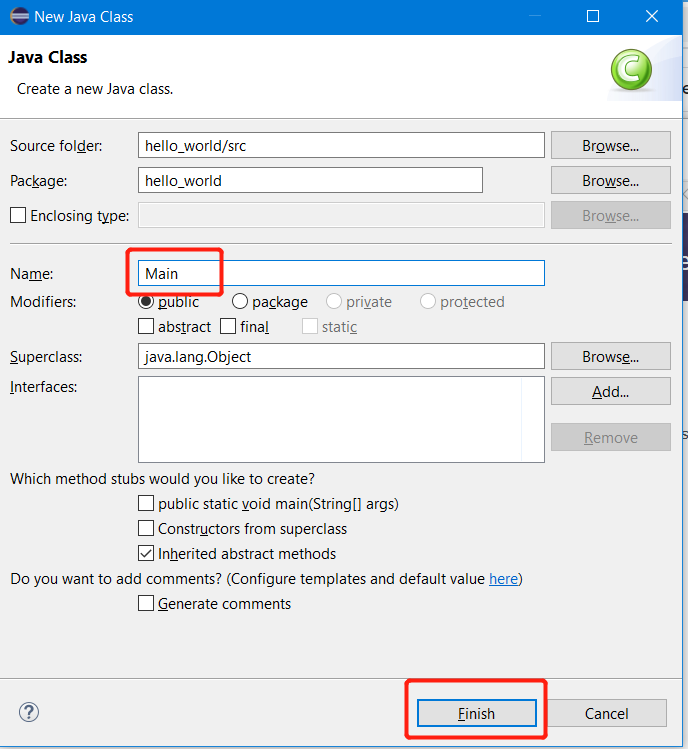 New Java Class
Java Class
Create a new Java class.
Source folder: hello_world/src Browse...
Package: hello_world Browse...
Enclosing type: Browse...
Name: Main
Modifiers: public package private protected
abstract final static
Superclass: java.lang.Object Browse...
Interfaces: Add...
Remove
Which method stubs would you like to create?
public static void main(String[] args)
Constructors from superclass
Inherited abstract methods
Do you want to add comments? (Configure templates and default value here)
Generate comments
? Finish Cancel